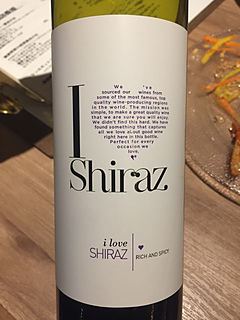 We 've
sourced our wines from
some of the most famous, top
quality wine-producing regions
in the world. The mission was
simple, to make a great quality wine
that we are sure you will enjoy.
We didn't find this hard. We have
found something that captures
all we love about good wine
right here in this bottle.
Perfect for every
occasion we
love.
I
Shiraz
i love
SHIRAZ
RICH AND SPICY